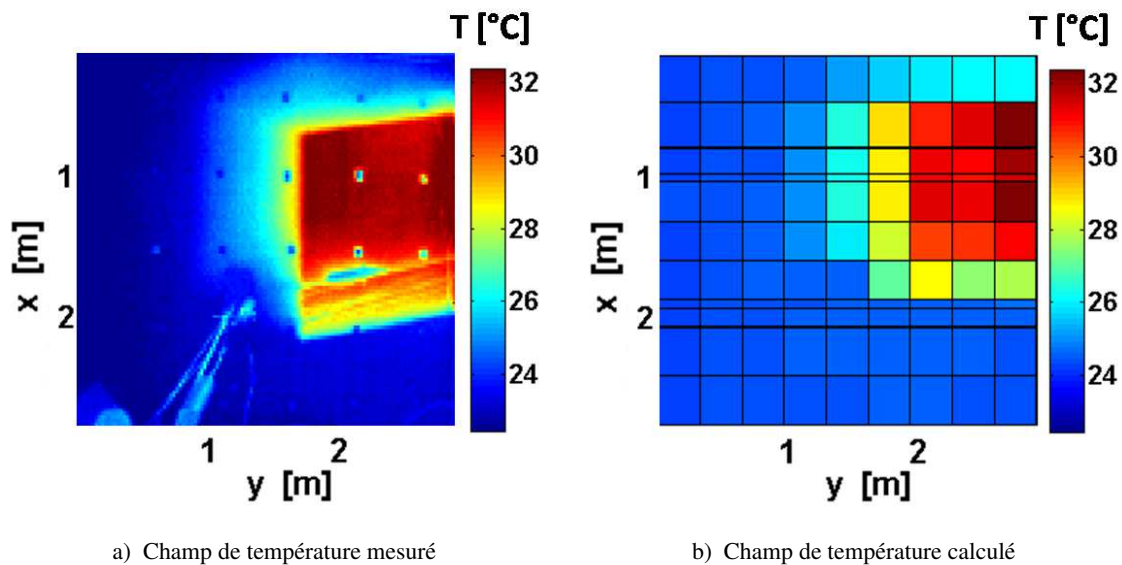 T [°C]
32
30
28
26
24
1
2
x [m]
1
2
y [m]
T [°C]
32
30
28
26
24
1
2
x [m]
1
2
y [m]
a) Champ de température mesuré
b) Champ de température calculé